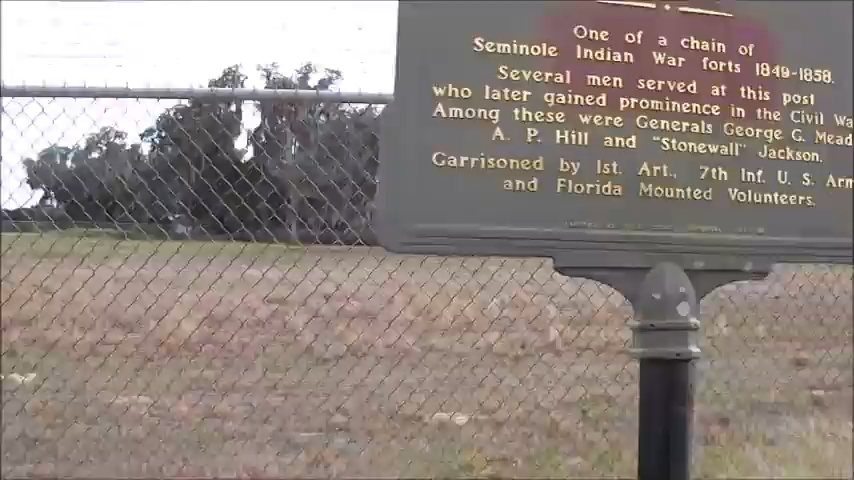 One of a chain of
Seminole Indian War forts 1849-1858.
Several men served at this post
who later gained prominence in the Civil Wa
Among these were Generals George G. Mead
A. P. Hill and "Stonewall" Jackson.
Garrisoned by 1st. Art., 7th Inf. U. S. Arm
and Florida Mounted Volunteers.